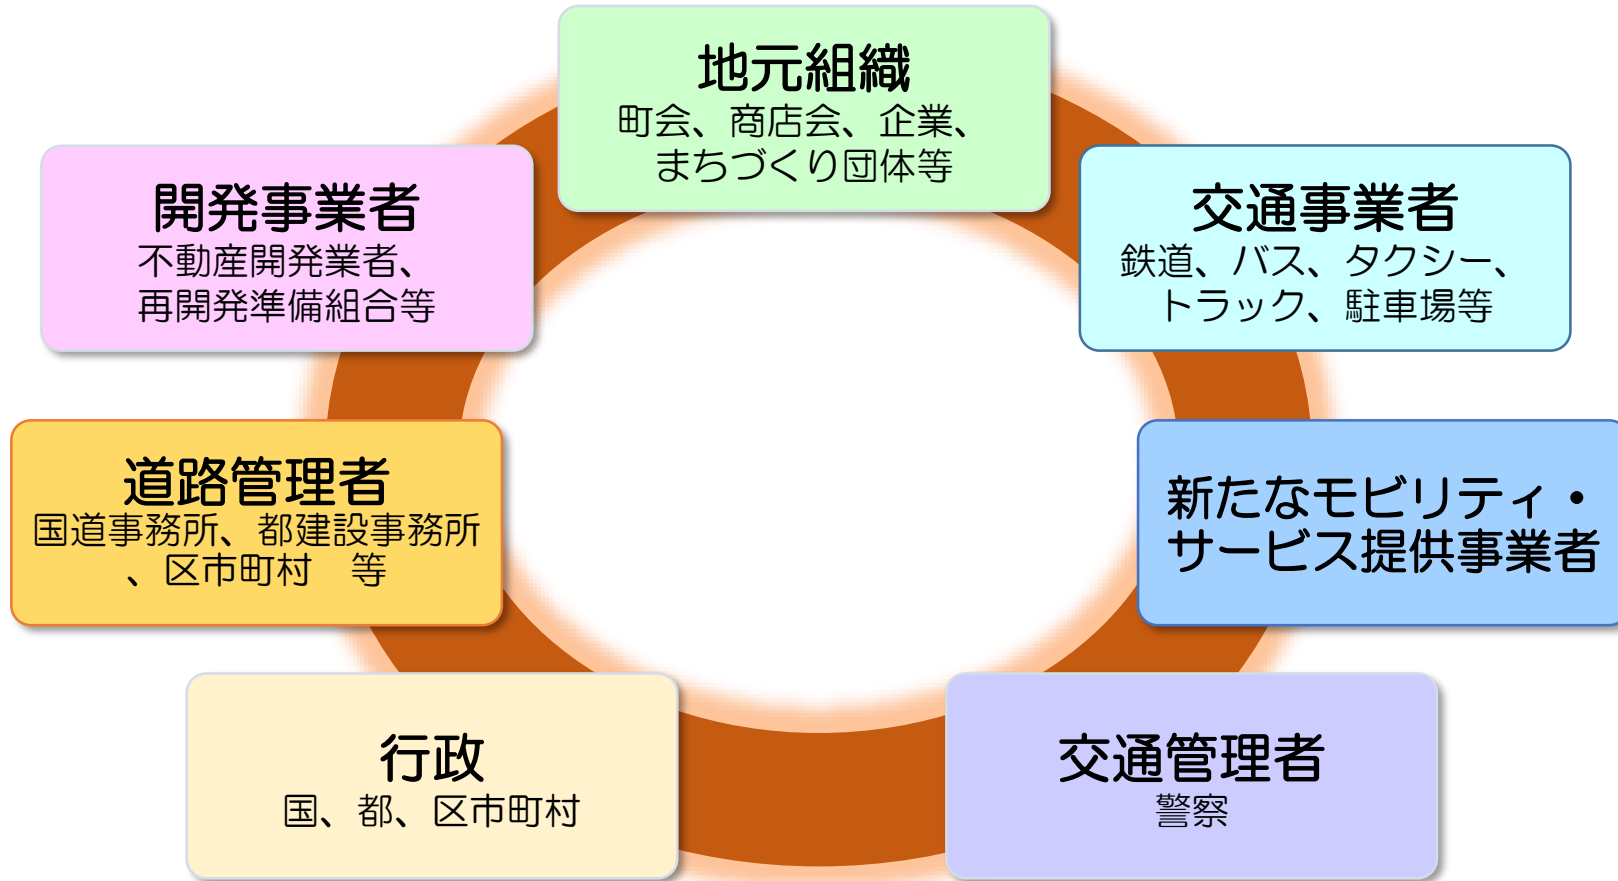 地元組織
町会、商店会、企業、
まちづくり団体等
開発事業者
不動産開発業者、
再開発準備組合等
交通事業者
鉄道、バス、タクシー、
トラック、駐車場等
道路管理者
国道事務所、都建設事務所
、区市町村　等
新たなモビリティ・
サービス提供事業者
行政
国、都、区市町村
交通管理者
警察